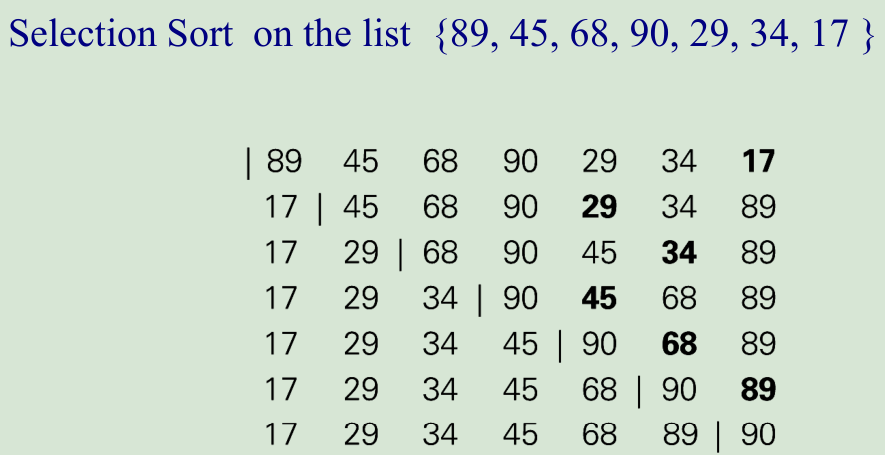 Selection Sort on the list {89, 45, 68, 90, 29, 34, 17 }
| 89 45 68 90 29 34 17
17 | 45 68 90 29 34 89
17 29 | 68 90 45 34 89
17 29 34 | 90 45 68 89
17 29 34 45 | 90 68 89
17 29 34 45 68 | 90 89
17 29 34 45 68 89 | 90